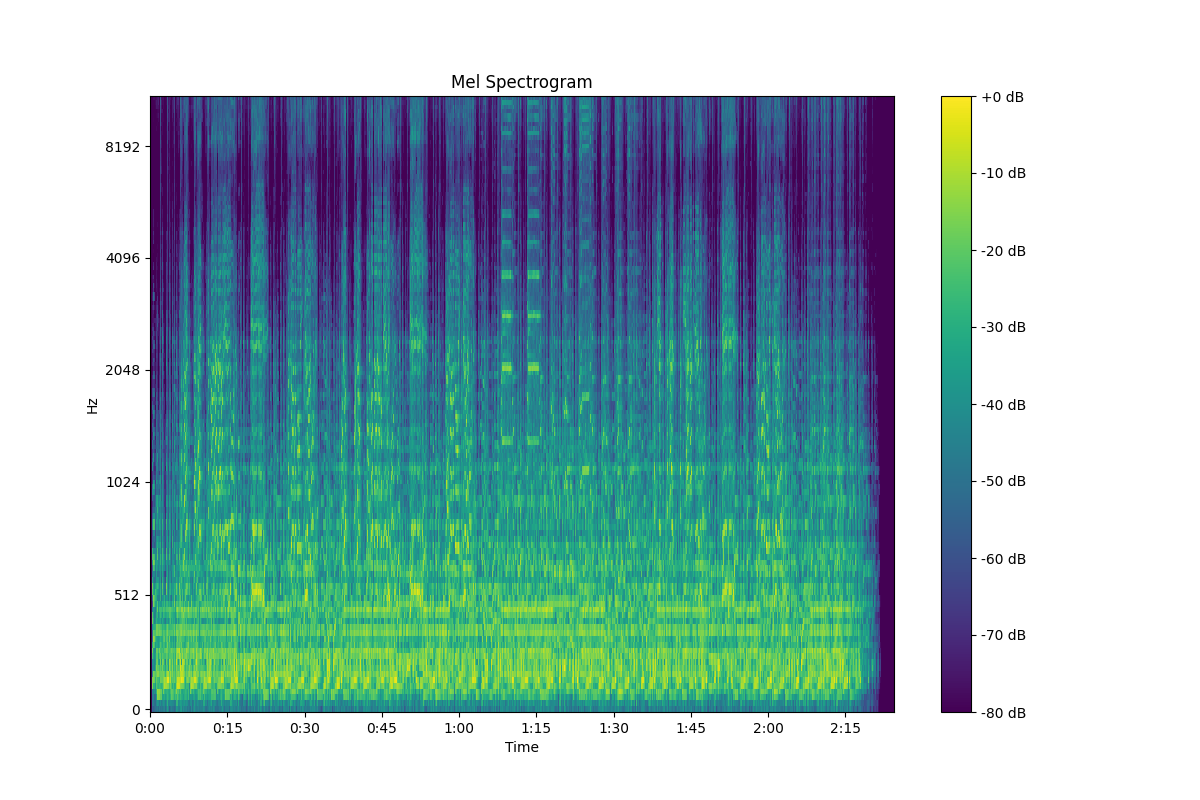 Mel Spectrogram
Hz
8192
4096
2048
1024
512
0
0:00 0:15 0:30 0:45 1:00 1:15 1:30 1:45 2:00 2:15
Time
+0 dB
-10 dB
-20 dB
-30 dB
-40 dB
-50 dB
-60 dB
-70 dB
-80 dB